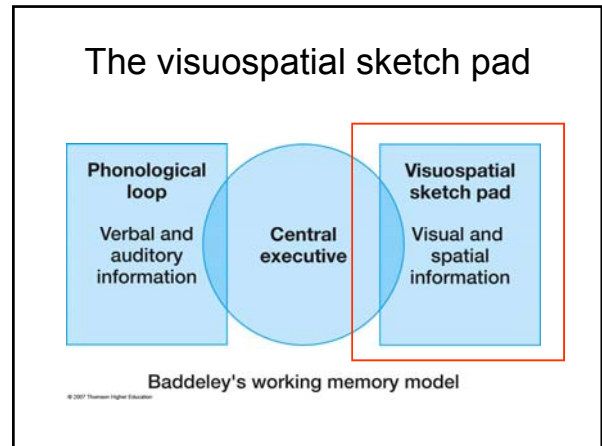 The visuospatial sketch pad
Phonological
loop
Verbal and
auditory
information
Central
executive
Visuospatial
sketch pad
Visual and
spatial
information
Baddeley's working memory model
© 2007 Thomson Higher Education